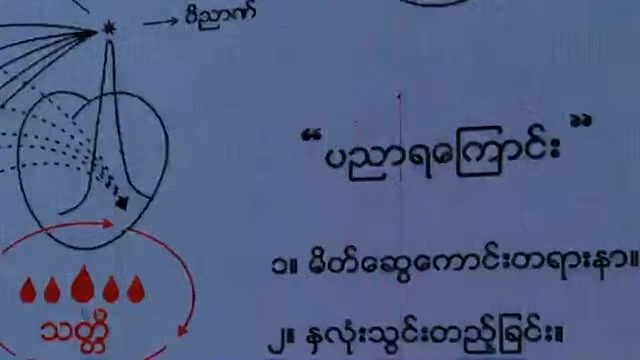 ဝိညာဏ်
“ပညာရကြောင်း”
၁။ မိတ်ဆွေကောင်းတရားနာ။
၂။ နှလုံးသွင်းတည့်ခြင်း။
သတ္တိ